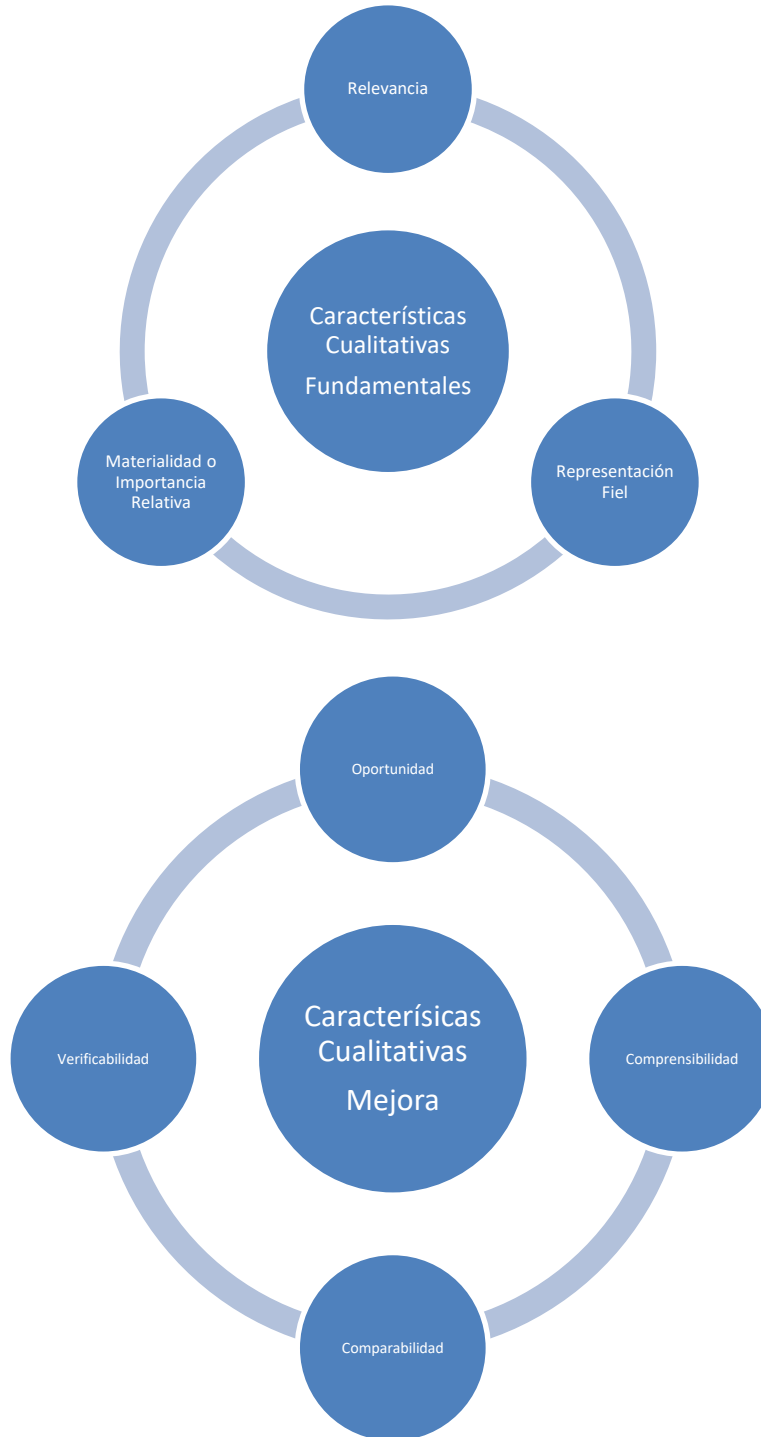 Relevancia
Características
Cualitativas
Fundamentales
Materialidad o
Importancia
Relativa
Representación
Fiel
Oportunidad
Caracterísicas
Cualitativas
Mejora
Verificabilidad
Comprensibilidad
Comparabilidad